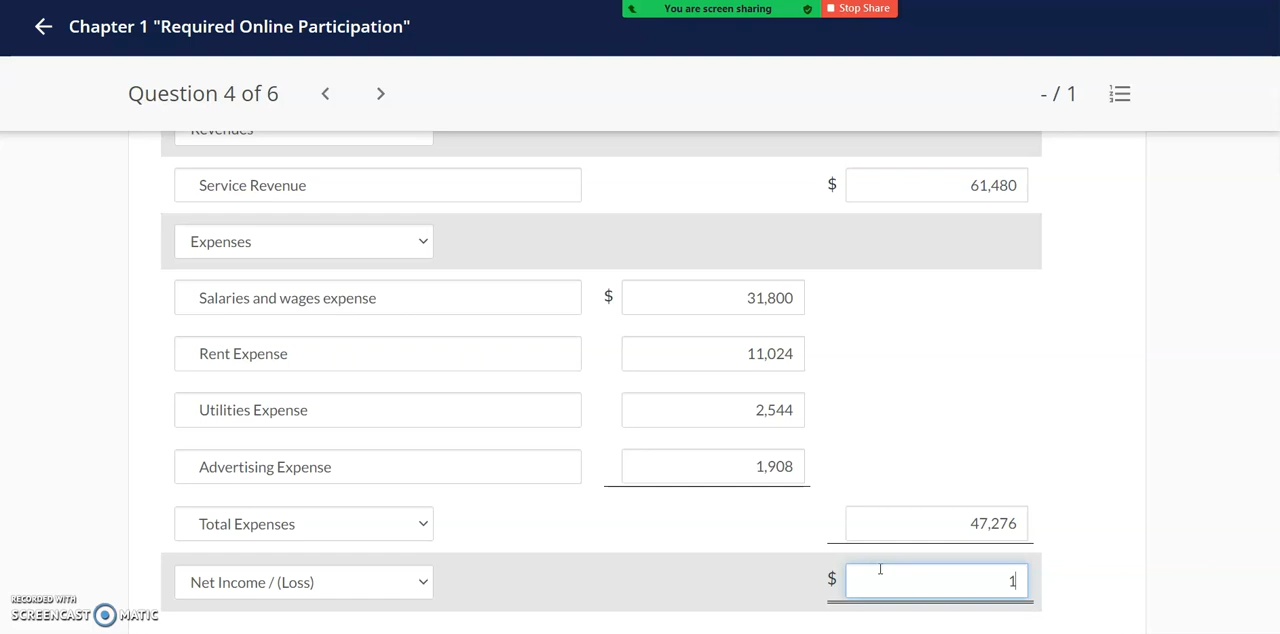 You are screen sharing
Stop Share
Chapter 1 "Required Online Participation"
Question 4 of 6
- / 1
Revenues
Service Revenue $ 61,480
Expenses
Salaries and wages expense $ 31,800
Rent Expense 11,024
Utilities Expense 2,544
Advertising Expense 1,908
Total Expenses 47,276
Net Income / (Loss) $ 1
RECORDED WITH
SCREENCAST MATIC